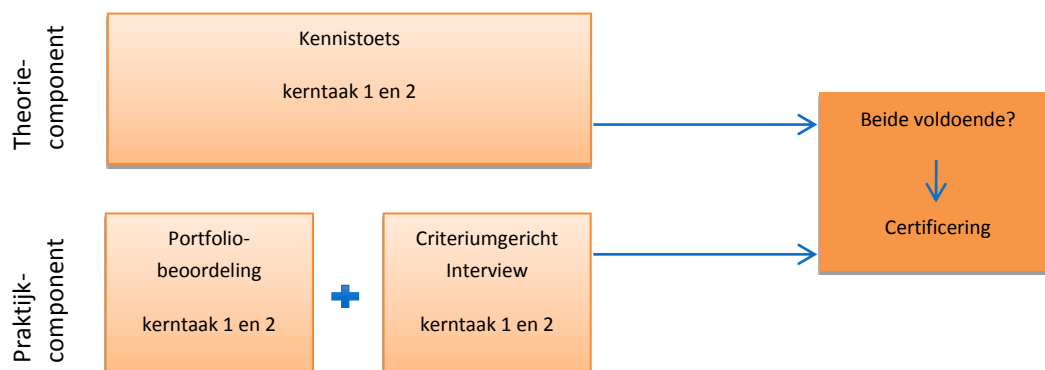 Theorie-
component
Kennistoets
kerntaak 1 en 2
Beide voldoende?
Certificering
Praktijk-
component
Portfolio-
beoordeling
kerntaak 1 en 2
Criteriumgericht
Interview
kerntaak 1 en 2